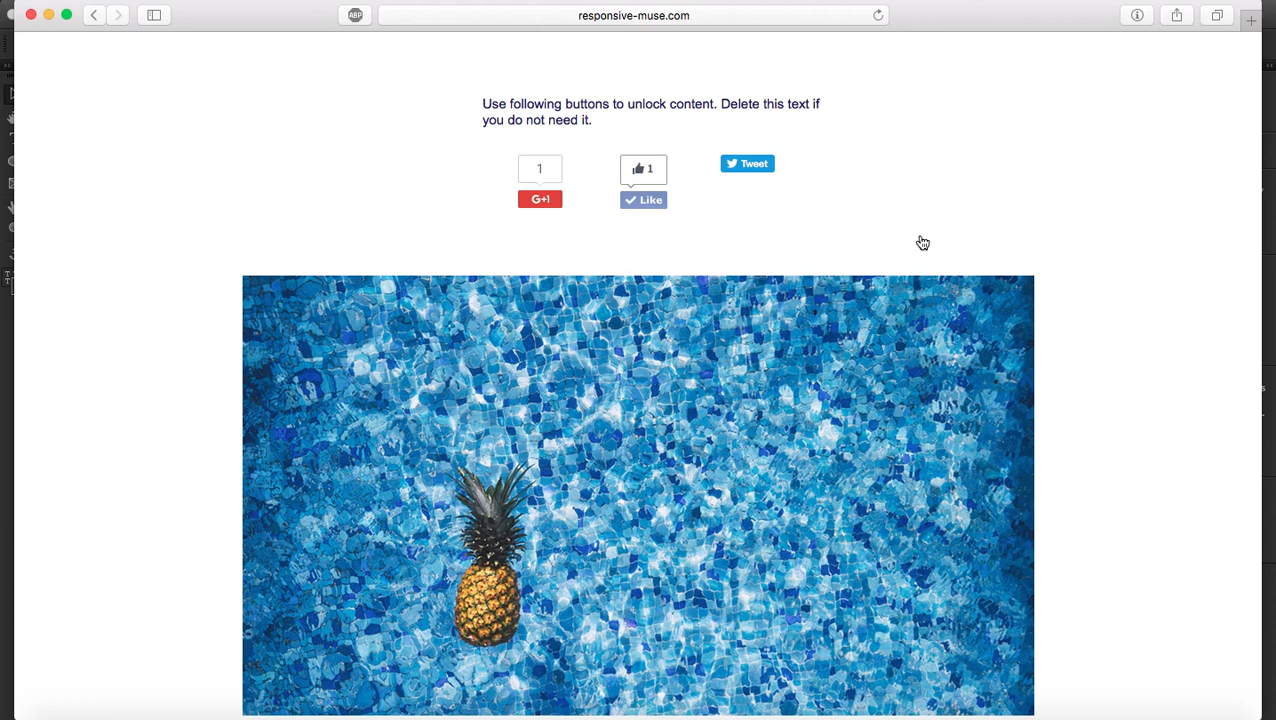 ABP
responsive-muse.com
Use following buttons to unlock content. Delete this text if
you do not need it.
1
1
Tweet
G+1
Like